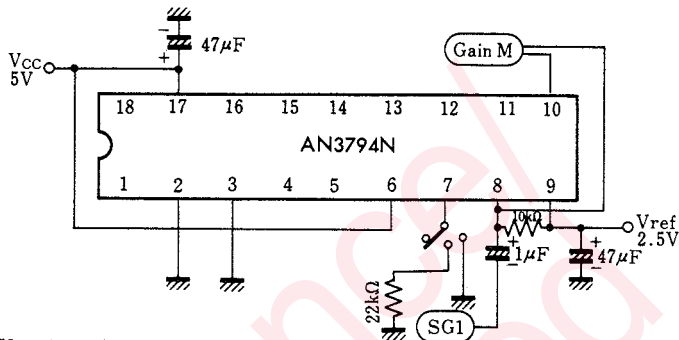 47μF
Gain M
VCC
5V
+
−
18 17 16 15 14 13 12 11 10
AN3794N
1 2 3 4 5 6 7 8 9
10kΩ
Vref
2.5V
+
1μF
−
+
47μF
−
22kΩ
SG1